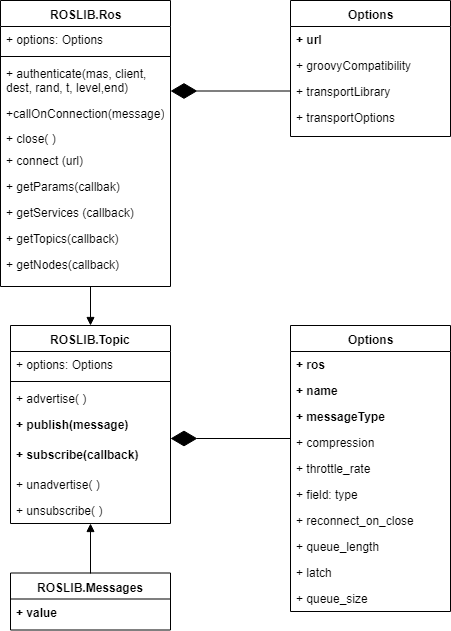 ROSLIB.Ros
+ options: Options
+ authenticate(mas, client,
dest, rand, t, level,end)
+callOnConnection(message)
+ close( )
+ connect (url)
+ getParams(callbak)
+ getServices (callback)
+ getTopics(callback)
+ getNodes(callback)
Options
+ url
+ groovyCompatibility
+ transportLibrary
+ transportOptions
ROSLIB.Topic
+ options: Options
+ advertise( )
+ publish(message)
+ subscribe(callback)
+ unadvertise( )
+ unsubscribe( )
Options
+ ros
+ name
+ messageType
+ compression
+ throttle_rate
+ field: type
+ reconnect_on_close
+ queue_length
+ latch
+ queue_size
ROSLIB.Messages
+ value